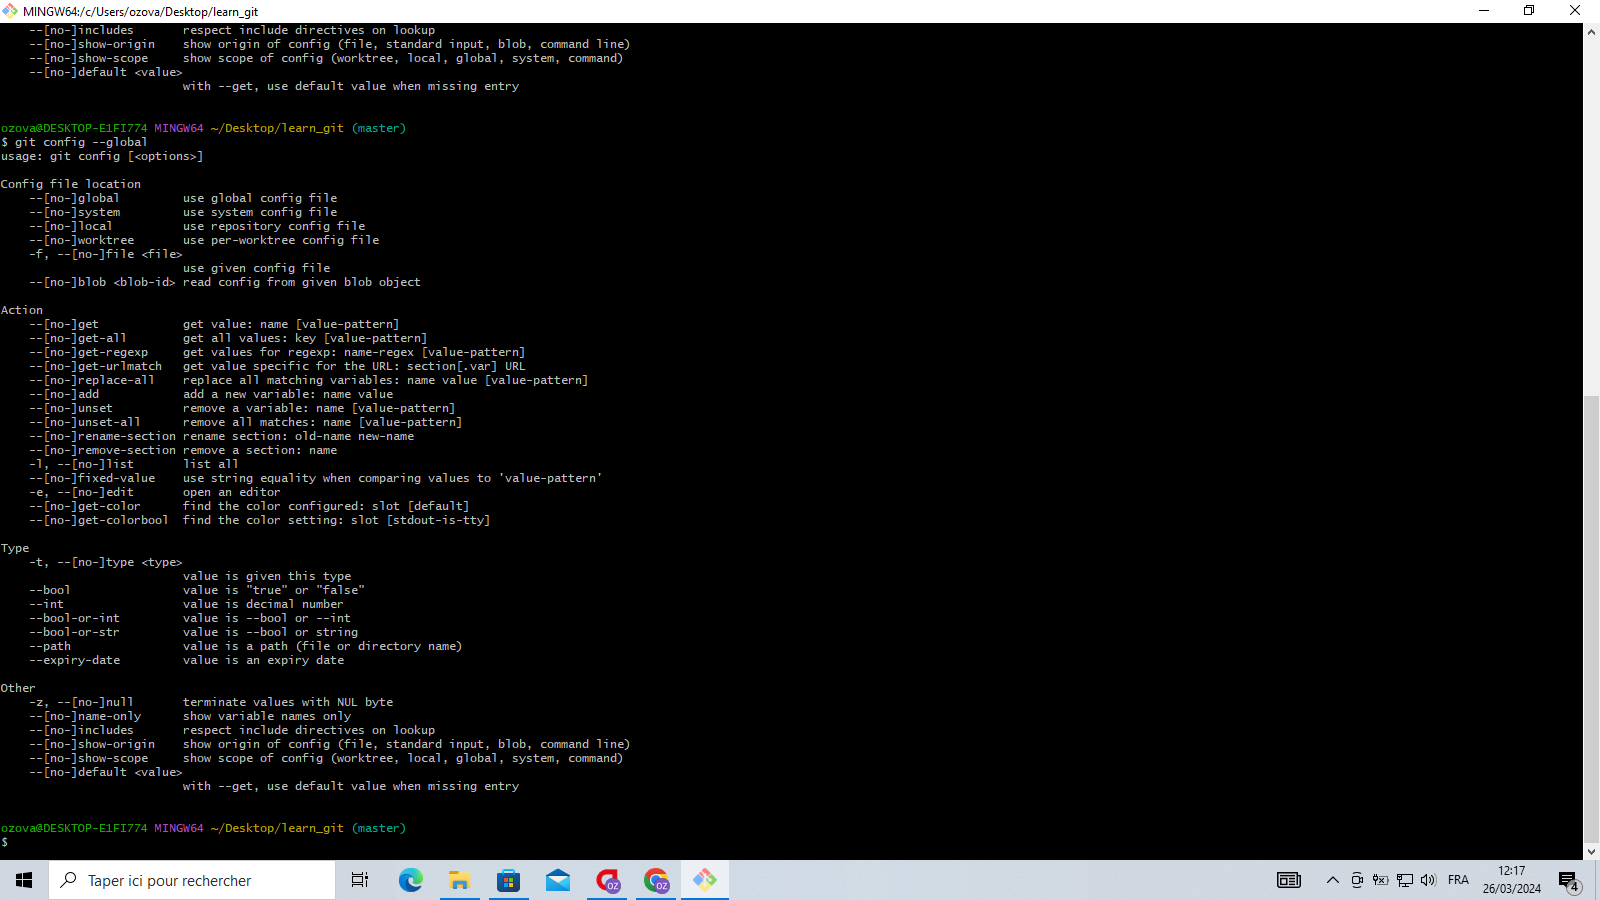 MINGW64:/c/Users/ozova/Desktop/learn_git
--[no-]includes respect include directives on lookup
--[no-]show-origin show origin of config (file, standard input, blob, command line)
--[no-]show-scope show scope of config (worktree, local, global, system, command)
--[no-]default <value>
with --get, use default value when missing entry
ozova@DESKTOP-E1FI774 MINGW64 ~/Desktop/learn_git (master)
$ git config --global
usage: git config [<options>]
Config file location
--[no-]global use global config file
--[no-]system use system config file
--[no-]local use repository config file
--[no-]worktree use per-worktree config file
-f, --[no-]file <file>
use given config file
--[no-]blob <blob-id> read config from given blob object
Action
--[no-]get get value: name [value-pattern]
--[no-]get-all get all values: key [value-pattern]
--[no-]get-regexp get values for regexp: name-regex [value-pattern]
--[no-]get-urlmatch get value specific for the URL: section[.var] URL
--[no-]replace-all replace all matching variables: name value [value-pattern]
--[no-]add add a new variable: name value
--[no-]unset remove a variable: name [value-pattern]
--[no-]unset-all remove all matches: name [value-pattern]
--[no-]rename-section rename section: old-name new-name
--[no-]remove-section remove a section: name
-l, --[no-]list list all
--[no-]fixed-value use string equality when comparing values to 'value-pattern'
-e, --[no-]edit open an editor
--[no-]get-color find the color configured: slot [default]
--[no-]get-colorbool find the color setting: slot [stdout-is-tty]
Type
-t, --[no-]type <type>
value is given this type
--bool value is "true" or "false"
--int value is decimal number
--bool-or-int value is --bool or --int
--bool-or-str value is --bool or string
--path value is a path (file or directory name)
--expiry-date value is an expiry date
Other
-z, --[no-]null terminate values with NUL byte
--[no-]name-only show variable names only
--[no-]includes respect include directives on lookup
--[no-]show-origin show origin of config (file, standard input, blob, command line)
--[no-]show-scope show scope of config (worktree, local, global, system, command)
--[no-]default <value>
with --get, use default value when missing entry
ozova@DESKTOP-E1FI774 MINGW64 ~/Desktop/learn_git (master)
$
Taper ici pour rechercher
OZ
OZ
FRA
12:17
26/03/2024
4